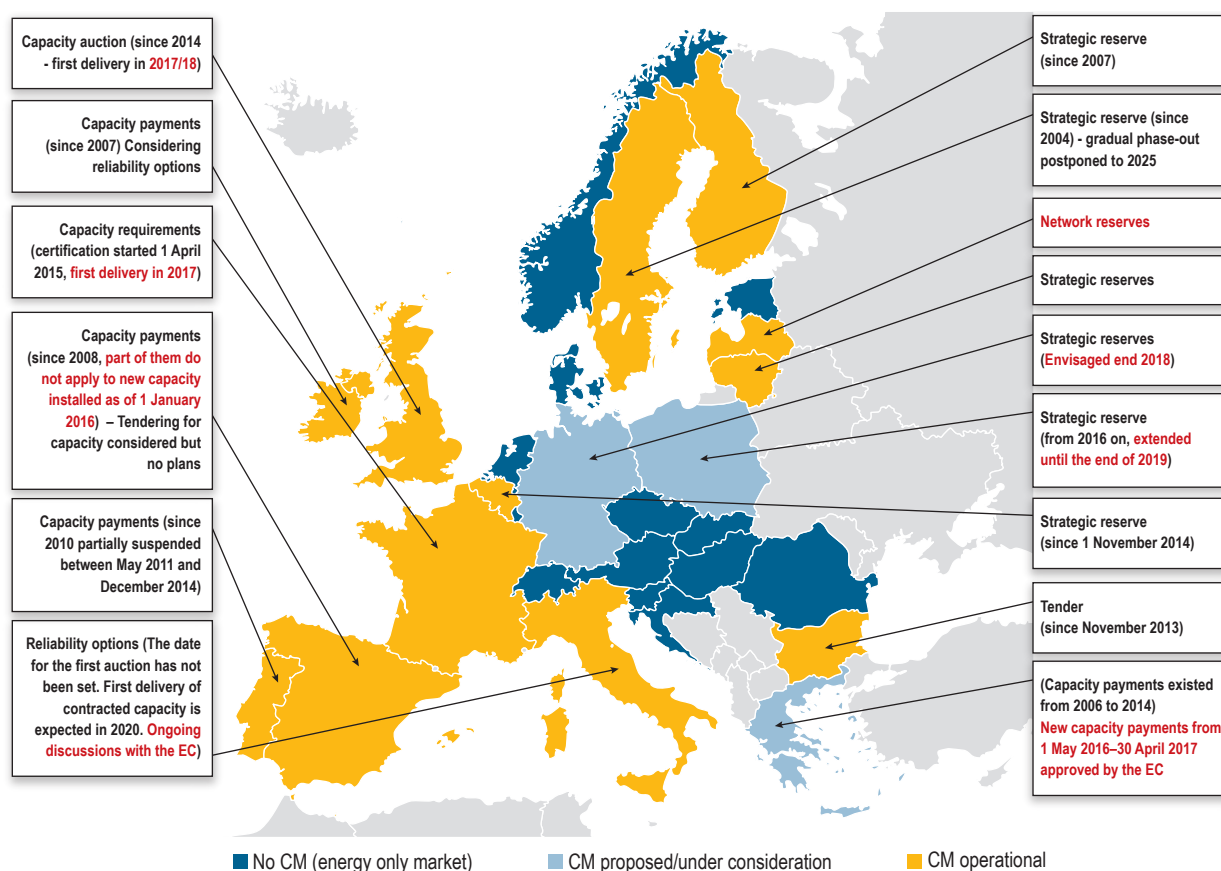 Capacity auction (since 2014
- first delivery in 2017/18)
Capacity payments
(since 2007) Considering
reliability options
Capacity requirements
(certification started 1 April
2015, first delivery in 2017)
Capacity payments
(since 2008, part of them do
not apply to new capacity
installed as of 1 January
2016) – Tendering for
capacity considered but
no plans
Capacity payments (since
2010 partially suspended
between May 2011 and
December 2014)
Reliability options (The date
for the first auction has not
been set. First delivery of
contracted capacity is
expected in 2020. Ongoing
discussions with the EC)
Strategic reserve
(since 2007)
Strategic reserve (since
2004) - gradual phase-out
postponed to 2025
Network reserves
Strategic reserves
Strategic reserves
(Envisaged end 2018)
Strategic reserve
(from 2016 on, extended
until the end of 2019)
Strategic reserve
(since 1 November 2014)
Tender
(since November 2013)
(Capacity payments existed
from 2006 to 2014)
New capacity payments from
1 May 2016–30 April 2017
approved by the EC
No CM (energy only market)
CM proposed/under consideration
CM operational